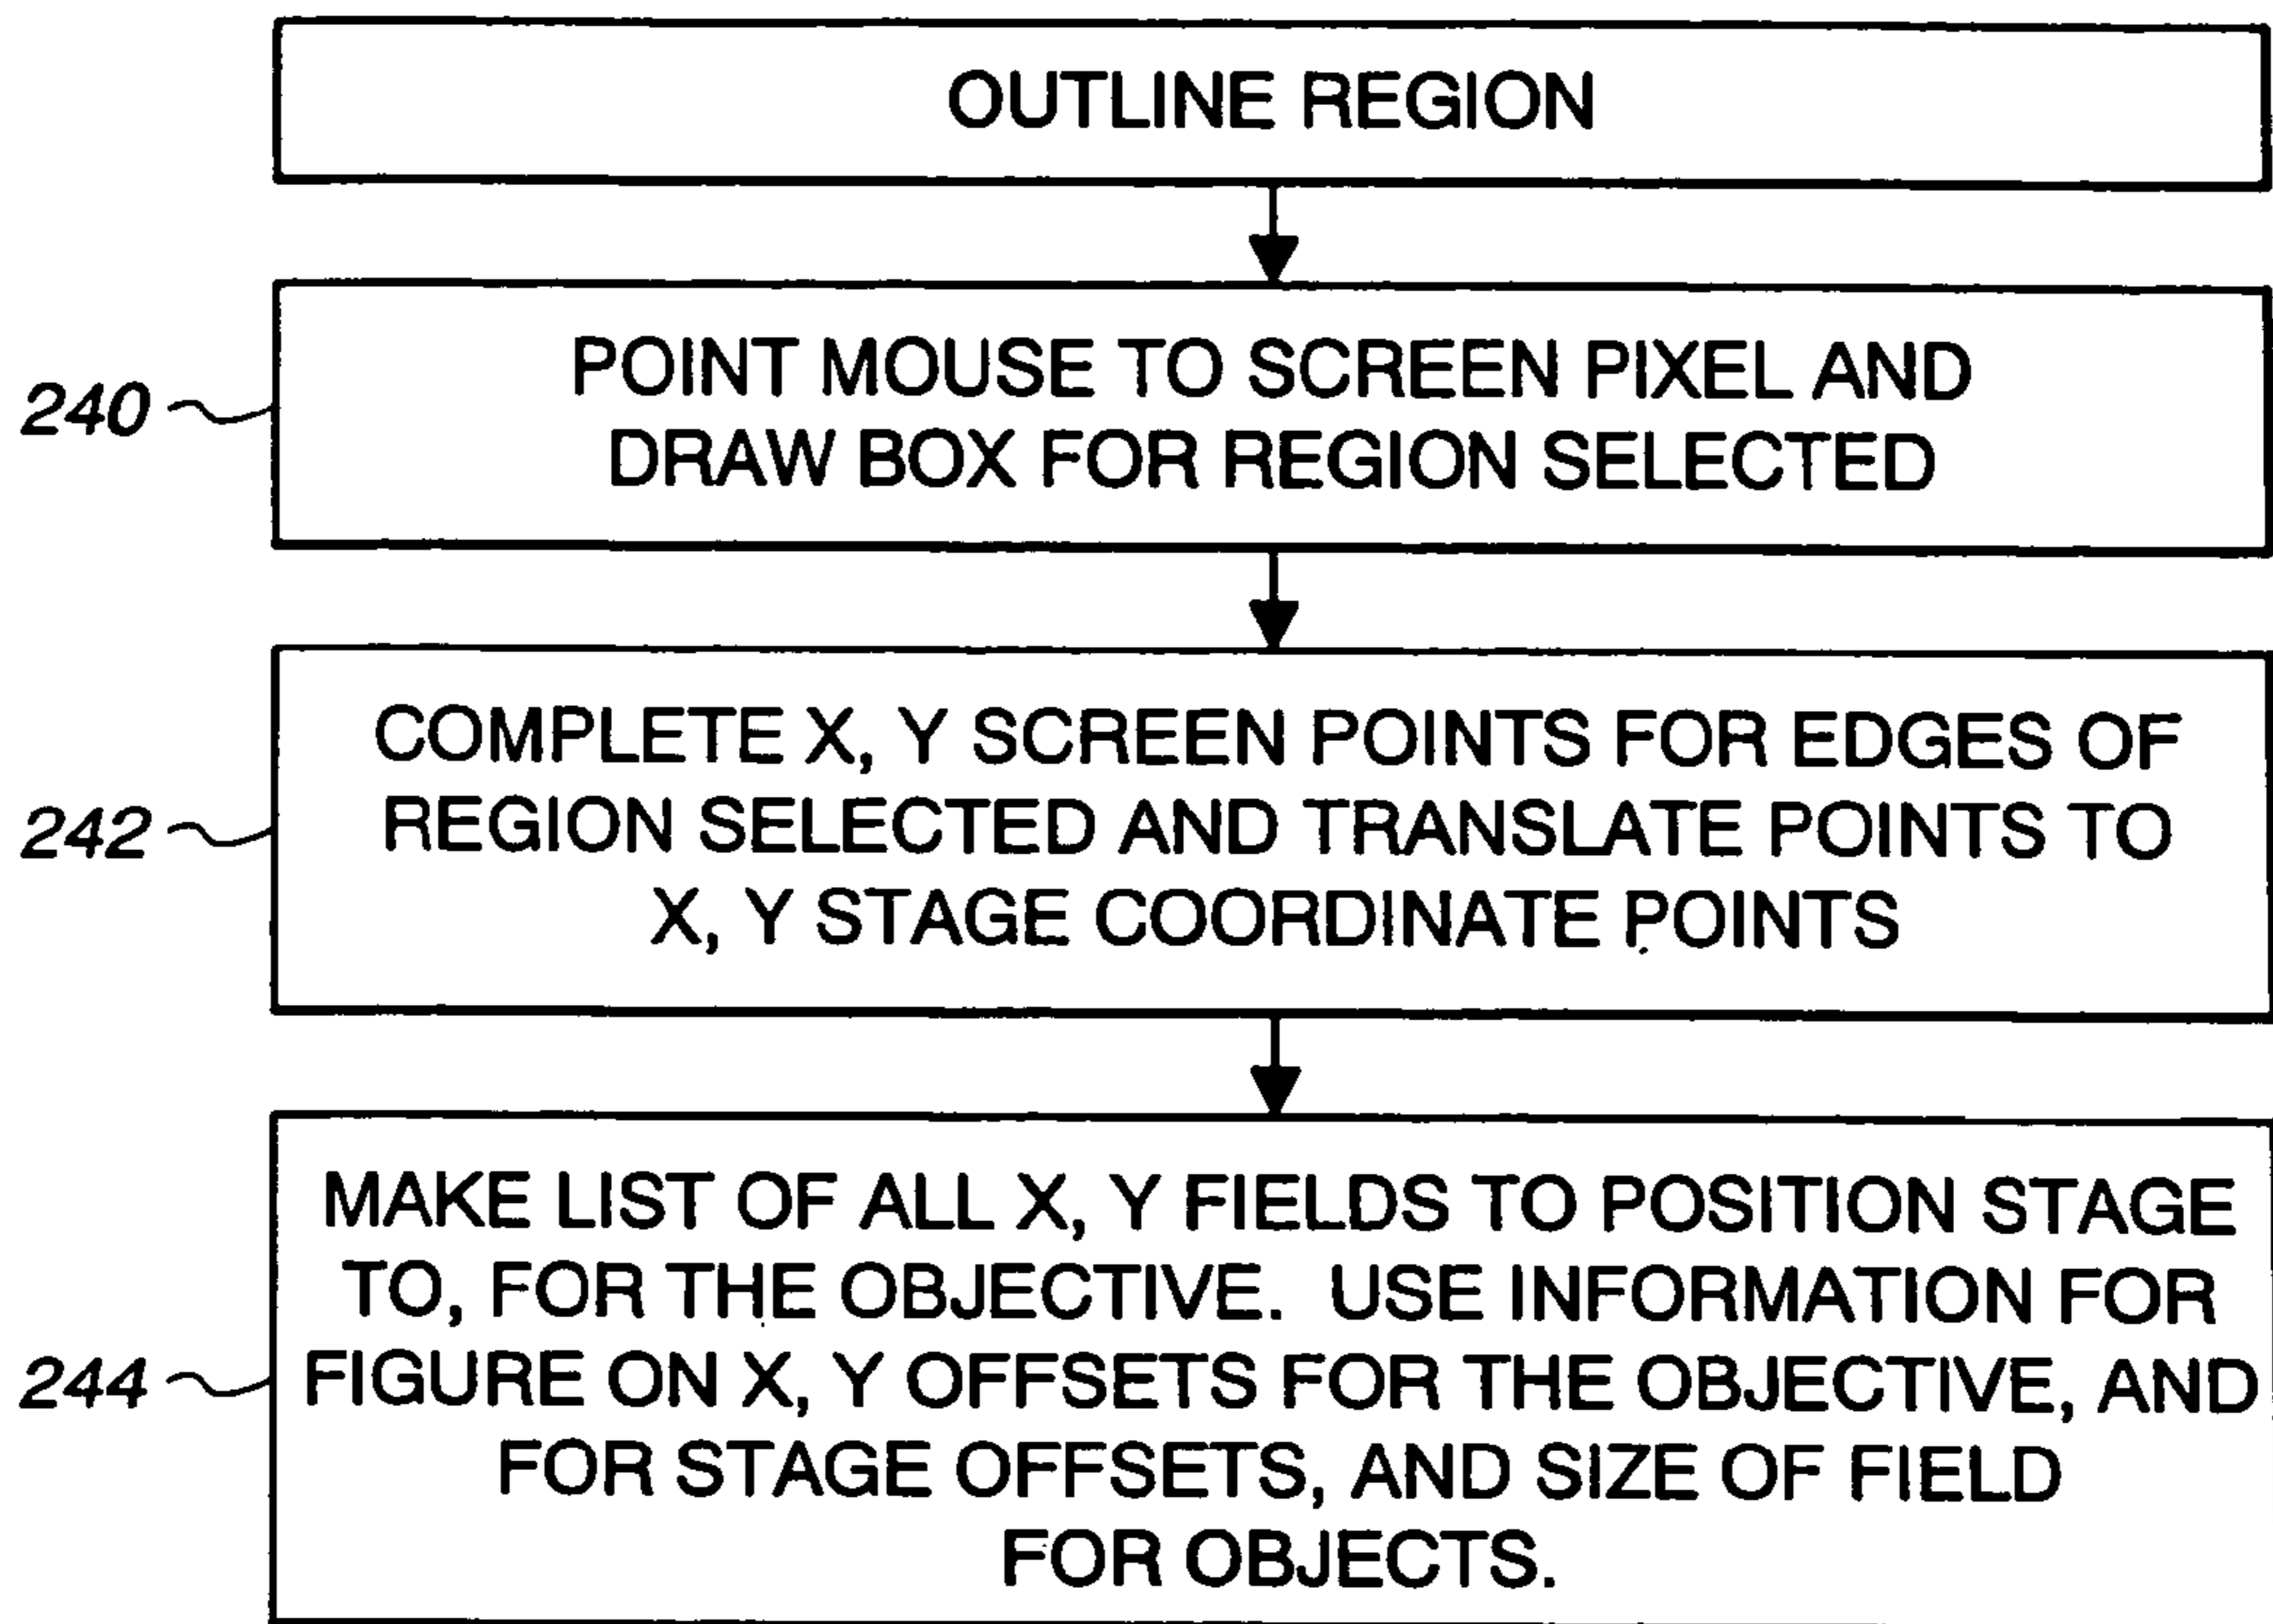 OUTLINE REGION
240
POINT MOUSE TO SCREEN PIXEL AND
DRAW BOX FOR REGION SELECTED
242
COMPLETE X, Y SCREEN POINTS FOR EDGES OF
REGION SELECTED AND TRANSLATE POINTS TO
X, Y STAGE COORDINATE POINTS
244
MAKE LIST OF ALL X, Y FIELDS TO POSITION STAGE
TO, FOR THE OBJECTIVE. USE INFORMATION FOR
FIGURE ON X, Y OFFSETS FOR THE OBJECTIVE, AND
FOR STAGE OFFSETS, AND SIZE OF FIELD
FOR OBJECTS.